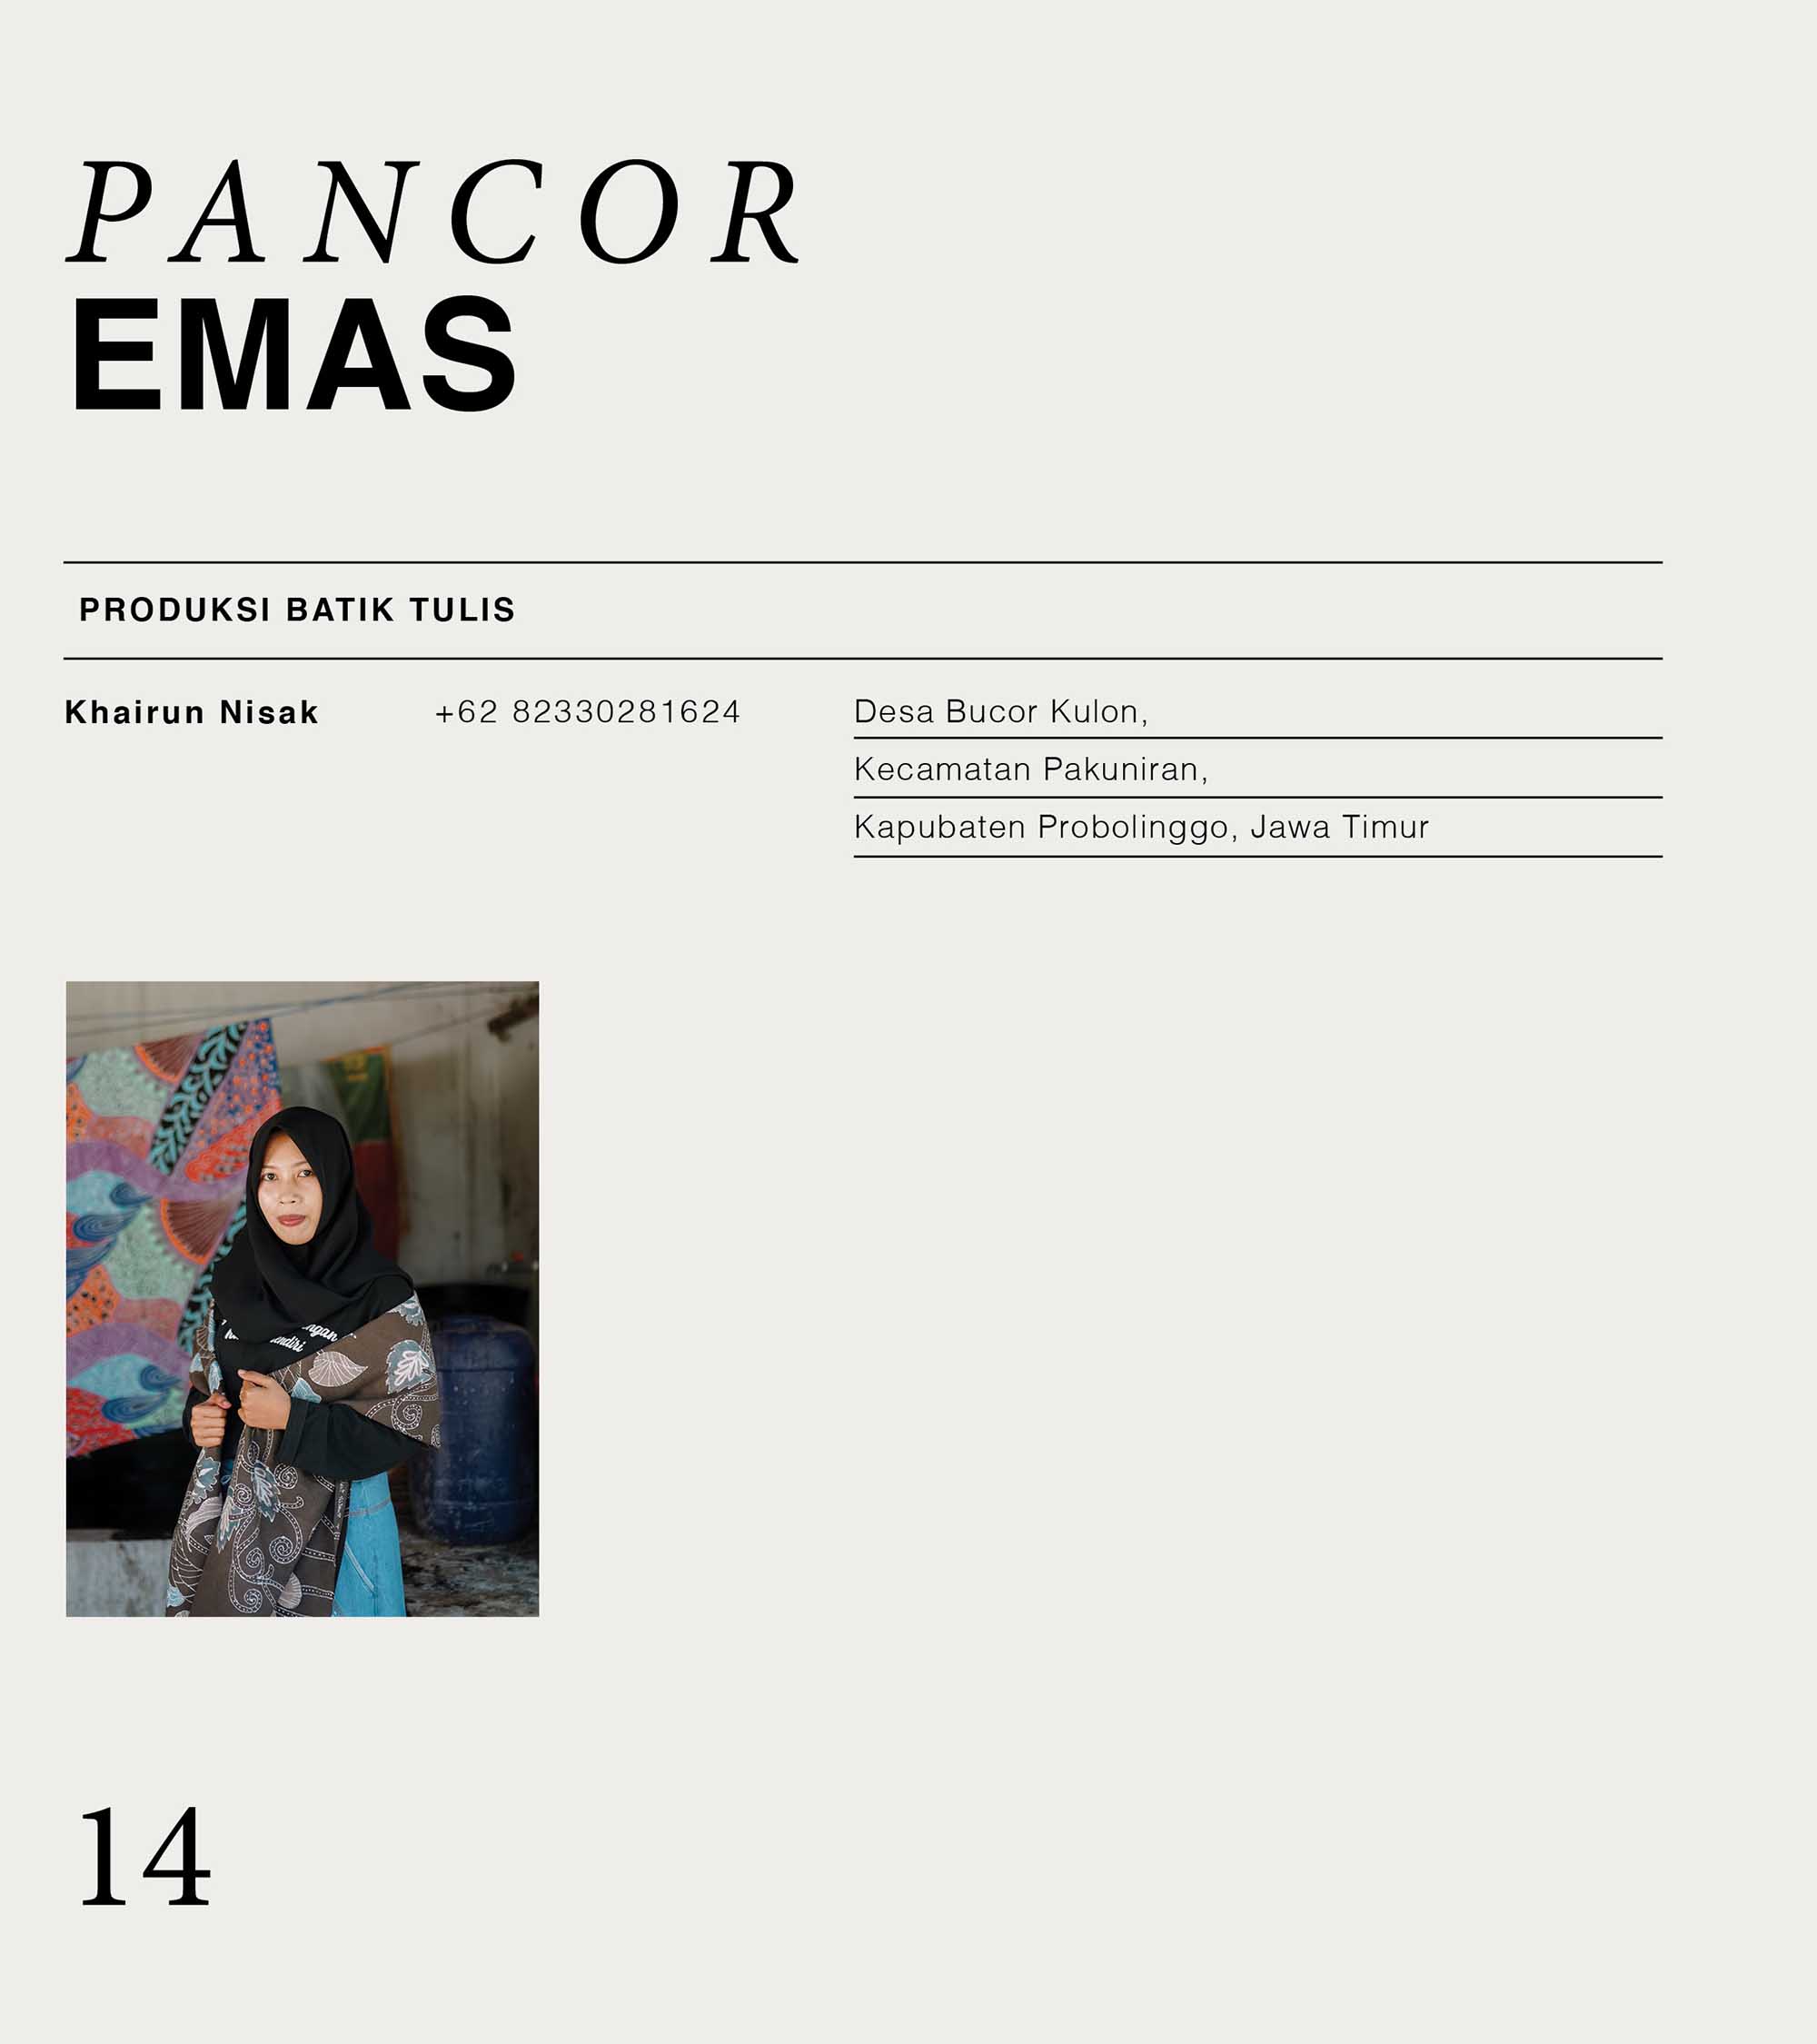 PANCOR
EMAS
PRODUKSI BATIK TULIS
Khairun Nisak
+62 82330281624
Desa Bucor Kulon,
Kecamatan Pakuniran,
Kapubaten Probolinggo, Jawa Timur
14